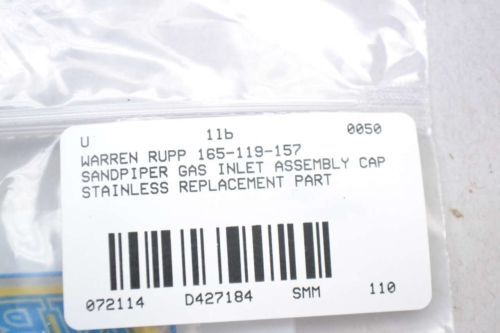 U 1lb 0050
WARREN RUPP 165-119-157
SANDPIPER GAS INLET ASSEMBLY CAP
STAINLESS REPLACEMENT PART
072114 D427184 SMM 110